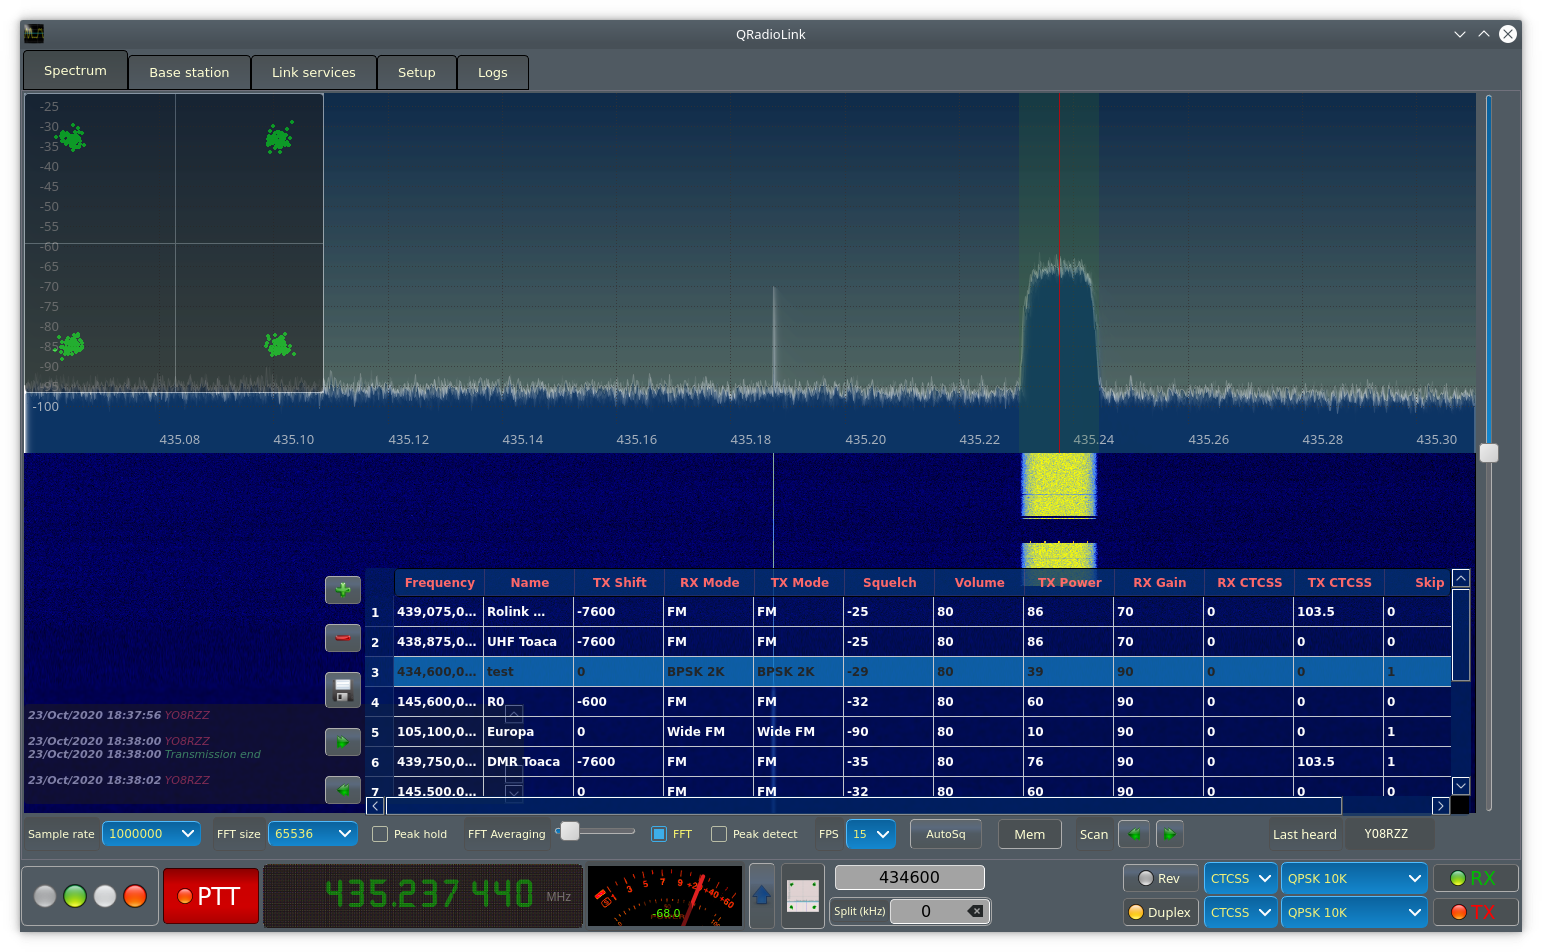 QRadioLink
Spectrum Base station Link services Setup Logs
-25
-30
-35
-40
-45
-50
-55
-60
-65
-70
-75
-80
-85
-90
-95
-100
435.08 435.10 435.12 435.14 435.16 435.18 435.20 435.22 435.24 435.26 435.28 435.30
Frequency Name TX Shift RX Mode TX Mode Squelch Volume TX Power RX Gain RX CTCSS TX CTCSS Skip
1 439,075,0... Rolink ... -7600 FM FM -25 80 86 70 0 103.5 0
2 438,875,0... UHF Toaca -7600 FM FM -25 80 86 70 0 0 0
3 434,600,0... test 0 BPSK 2K BPSK 2K -29 80 39 90 0 0 1
4 145,600,0... R0 -600 FM FM -32 80 60 90 0 0 0
5 105,100,0... Europa 0 Wide FM Wide FM -90 80 10 90 0 0 1
6 439,750,0... DMR Toaca -7600 FM FM -35 80 76 90 0 103.5 1
7 145,500,0... 0 FM FM -32 80 60 90 0 0 0
23/Oct/2020 18:37:56 YO8RZZ
23/Oct/2020 18:38:00 YO8RZZ
23/Oct/2020 18:38:00 Transmission end
23/Oct/2020 18:38:02 YO8RZZ
Sample rate 1000000 FFT size 65536 Peak hold FFT Averaging FFT Peak detect FPS 15 AutoSq Mem Scan Last heard YO8RZZ
PTT 435.237 440 MHz
1 3 5 7 9 +20 +40 +60
-68.0
434600
Split (kHz) 0
Rev CTCSS QPSK 10K RX
Duplex CTCSS QPSK 10K TX